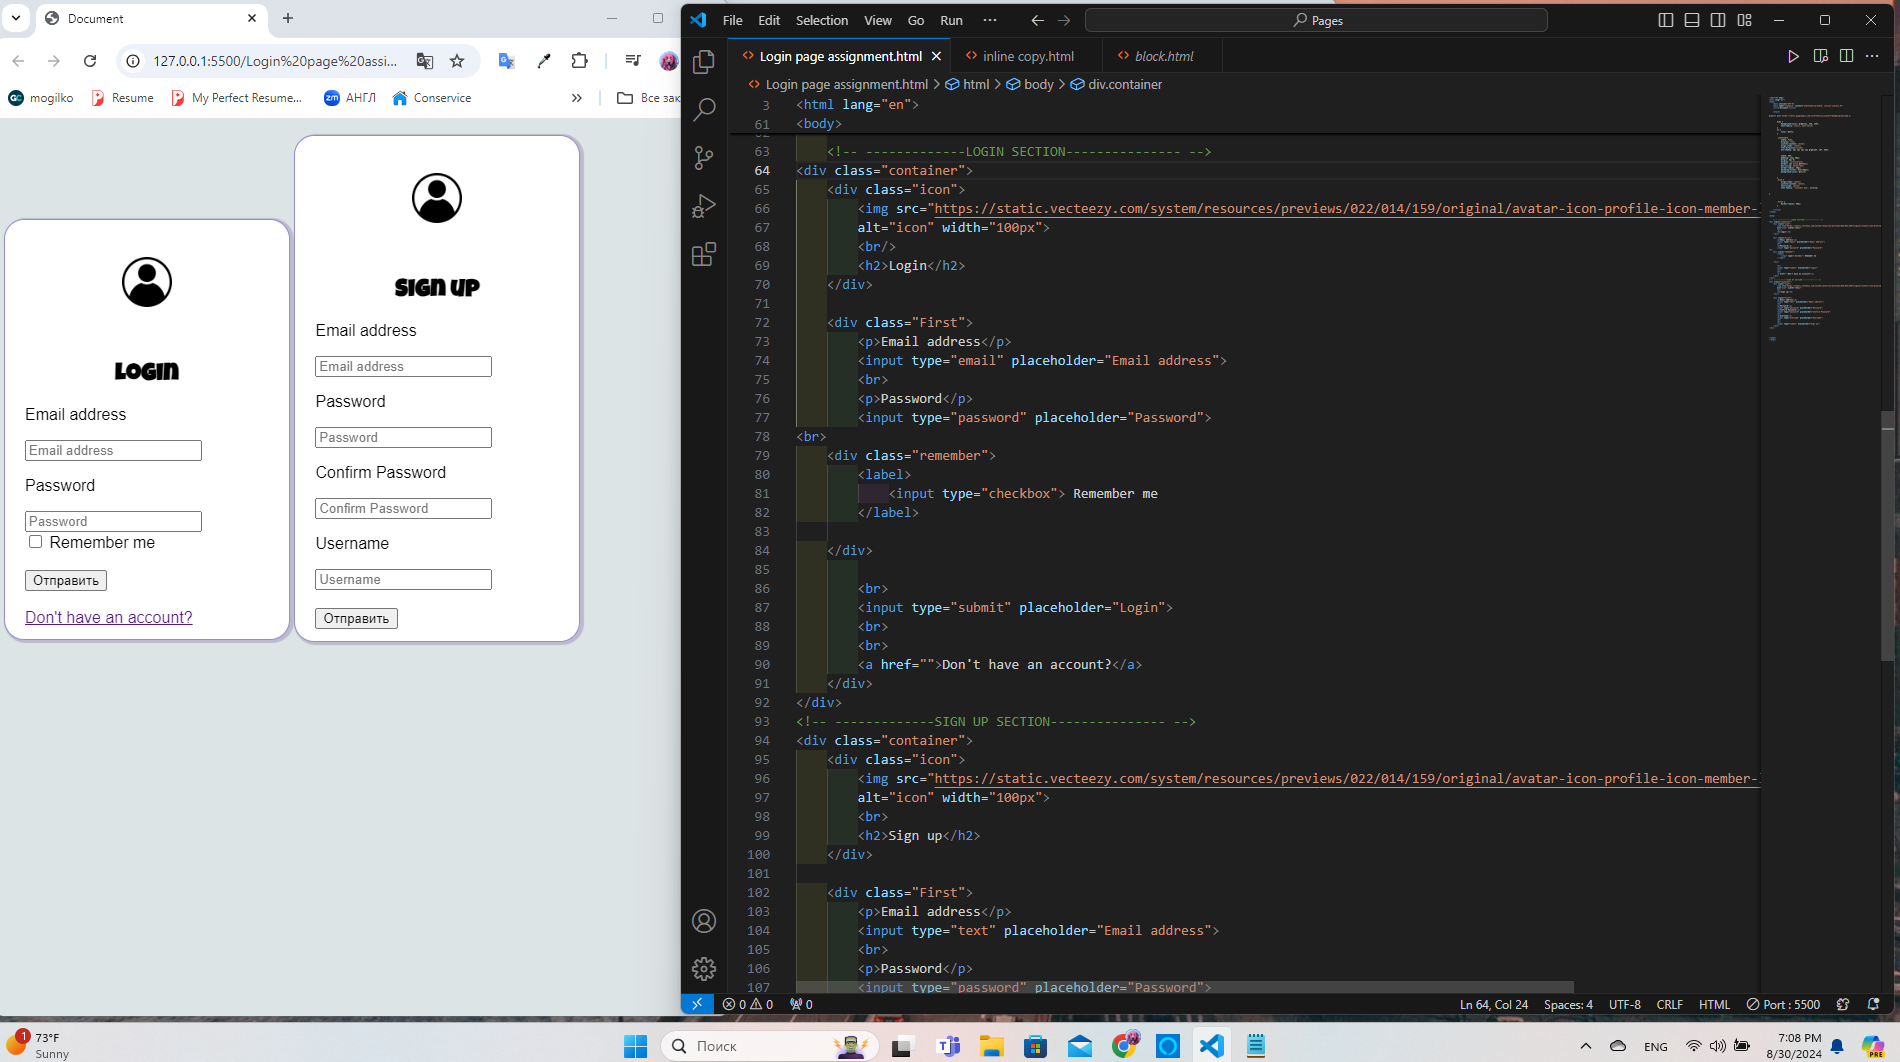 Document
127.0.0.1:5500/Login%20page%20assi...
mogilko
Resume
My Perfect Resume...
АНГЛ
Conservice
Все зак
LOGIN
Email address
Email address
Password
Password
Remember me
Отправить
Don't have an account?
SIGN UP
Email address
Email address
Password
Password
Confirm Password
Confirm Password
Username
Username
Отправить
File Edit Selection View Go Run ... Pages
Login page assignment.html inline copy.html block.html
Login page assignment.html > html > body > div.container
3 <html lang="en">
61 <body>
63 <!-- -------------LOGIN SECTION--------------- -->
64 <div class="container">
65 <div class="icon">
66 <img src="https://static.vecteezy.com/system/resources/previews/022/014/159/original/avatar-icon-profile-icon-member-
67 alt="icon" width="100px">
68 <br/>
69 <h2>Login</h2>
70 </div>
71
72 <div class="First">
73 <p>Email address</p>
74 <input type="email" placeholder="Email address">
75 <br>
76 <p>Password</p>
77 <input type="password" placeholder="Password">
78 <br>
79 <div class="remember">
80 <label>
81 <input type="checkbox"> Remember me
82 </label>
83
84 </div>
85
86 <br>
87 <input type="submit" placeholder="Login">
88 <br>
89 <br>
90 <a href="">Don't have an account?</a>
91 </div>
92 </div>
93 <!-- -------------SIGN UP SECTION--------------- -->
94 <div class="container">
95 <div class="icon">
96 <img src="https://static.vecteezy.com/system/resources/previews/022/014/159/original/avatar-icon-profile-icon-member-
97 alt="icon" width="100px">
98 <br>
99 <h2>Sign up</h2>
100 </div>
101
102 <div class="First">
103 <p>Email address</p>
104 <input type="text" placeholder="Email address">
105 <br>
106 <p>Password</p>
107 <input type="password" placeholder="Password">
0 0 0
Ln 64, Col 24 Spaces: 4 UTF-8 CRLF HTML Port : 5500
1
73°F
Sunny
Поиск
ENG
7:08 PM
8/30/2024
PRE